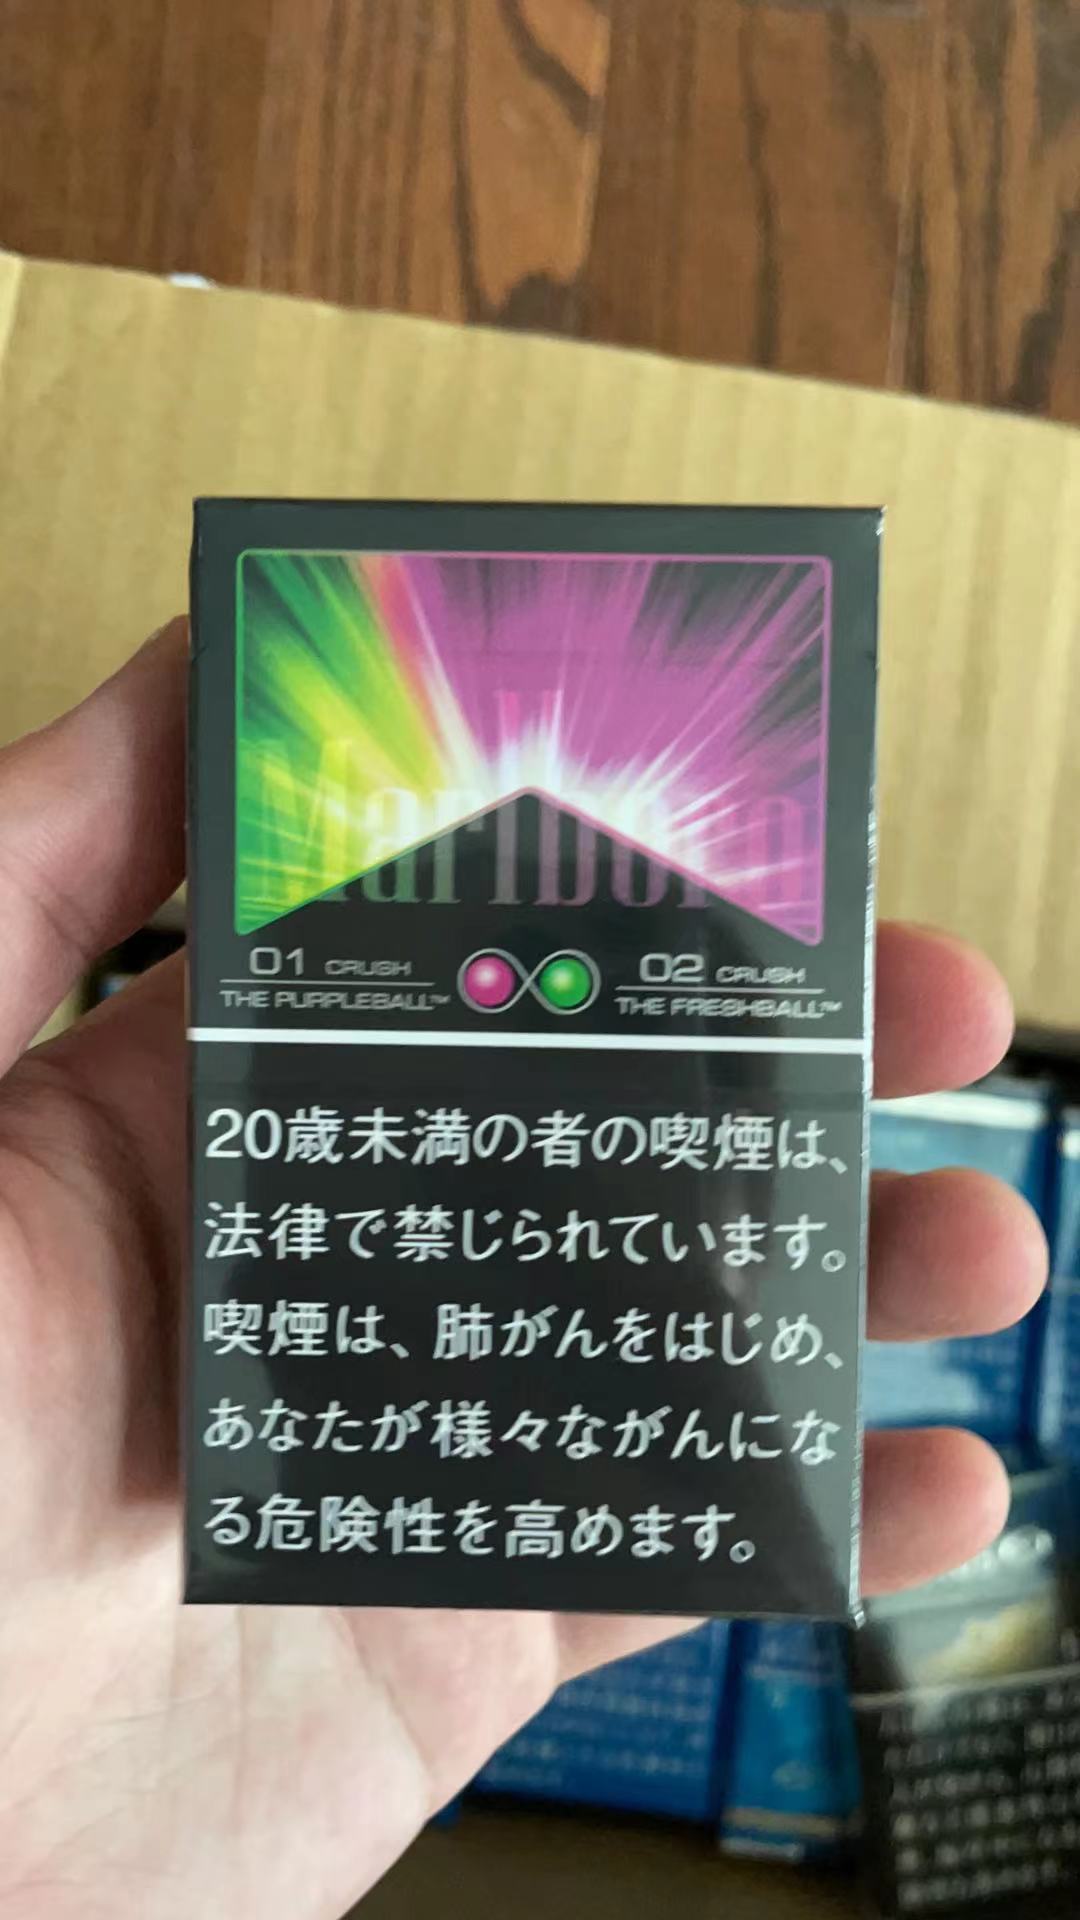 Marlboro
01 CRUSH
THE PURPLEBALL™
02 CRUSH
THE FRESHBALL™
20歳未満の者の喫煙は、
法律で禁じられています。
喫煙は、肺がんをはじめ、
あなたが様々ながんにな
る危険性を高めます。